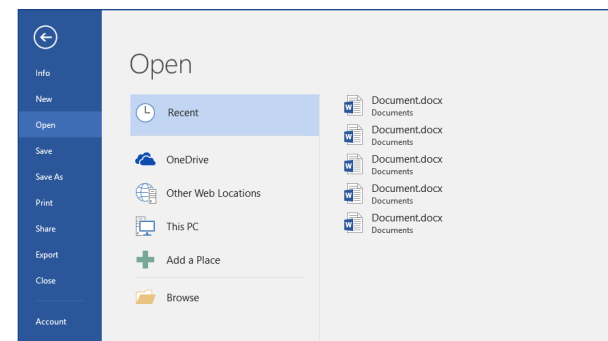 Info
New
Open
Save
Save As
Print
Share
Export
Close
Account
Open
Recent
OneDrive
Other Web Locations
This PC
Add a Place
Browse
Document.docx
Documents
Document.docx
Documents
Document.docx
Documents
Document.docx
Documents
Document.docx
Documents